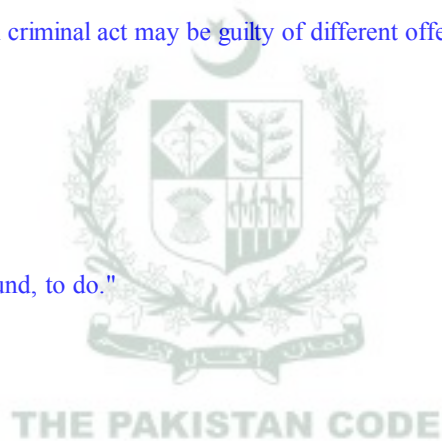 criminal act may be guilty of different offe
und, to do."
THE PAKISTAN CODE